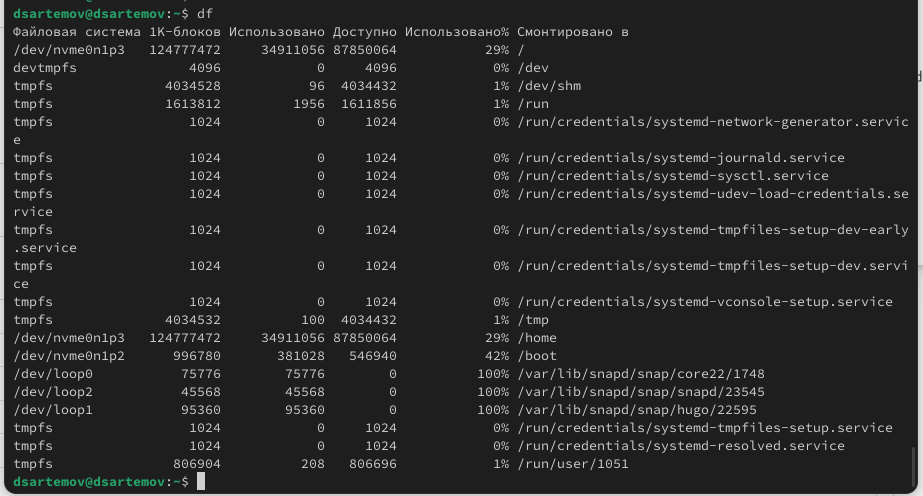 dsartemov@dsartemov:~$ df
Файловая система 1K-блоков Использовано Доступно Использовано% Смонтировано в
/dev/nvme0n1p3   124777472     34911056 87850064           29% /
devtmpfs              4096            0     4096            0% /dev
tmpfs              4034528           96  4034432            1% /dev/shm
tmpfs              1613812         1956  1611856            1% /run
tmpfs                 1024            0     1024            0% /run/credentials/systemd-network-generator.servic
e
tmpfs                 1024            0     1024            0% /run/credentials/systemd-journald.service
tmpfs                 1024            0     1024            0% /run/credentials/systemd-sysctl.service
tmpfs                 1024            0     1024            0% /run/credentials/systemd-udev-load-credentials.se
rvice
tmpfs                 1024            0     1024            0% /run/credentials/systemd-tmpfiles-setup-dev-early
.service
tmpfs                 1024            0     1024            0% /run/credentials/systemd-tmpfiles-setup-dev.servi
ce
tmpfs                 1024            0     1024            0% /run/credentials/systemd-vconsole-setup.service
tmpfs              4034532          100  4034432            1% /tmp
/dev/nvme0n1p3   124777472     34911056 87850064           29% /home
/dev/nvme0n1p2      996780       381028   546940           42% /boot
/dev/loop0           75776        75776        0          100% /var/lib/snapd/snap/core22/1748
/dev/loop2           45568        45568        0          100% /var/lib/snapd/snap/snapd/23545
/dev/loop1           95360        95360        0          100% /var/lib/snapd/snap/hugo/22595
tmpfs                 1024            0     1024            0% /run/credentials/systemd-tmpfiles-setup.service
tmpfs                 1024            0     1024            0% /run/credentials/systemd-resolved.service
tmpfs               806904          208   806696            1% /run/user/1051
dsartemov@dsartemov:~$